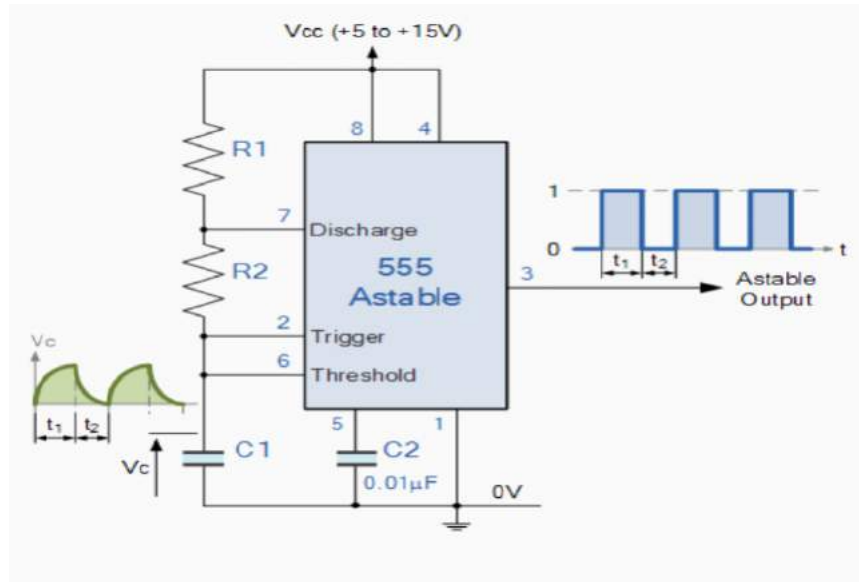 Vcc (+5 to +15V)
8 4
R1
7 Discharge
R2
555
Astable
3
2 Trigger
6 Threshold
5 1
C1
C2
0.01µF
0V
Vc
t₁ t₂
Vc
1
0
t
t₁ t₂
Astable
Output